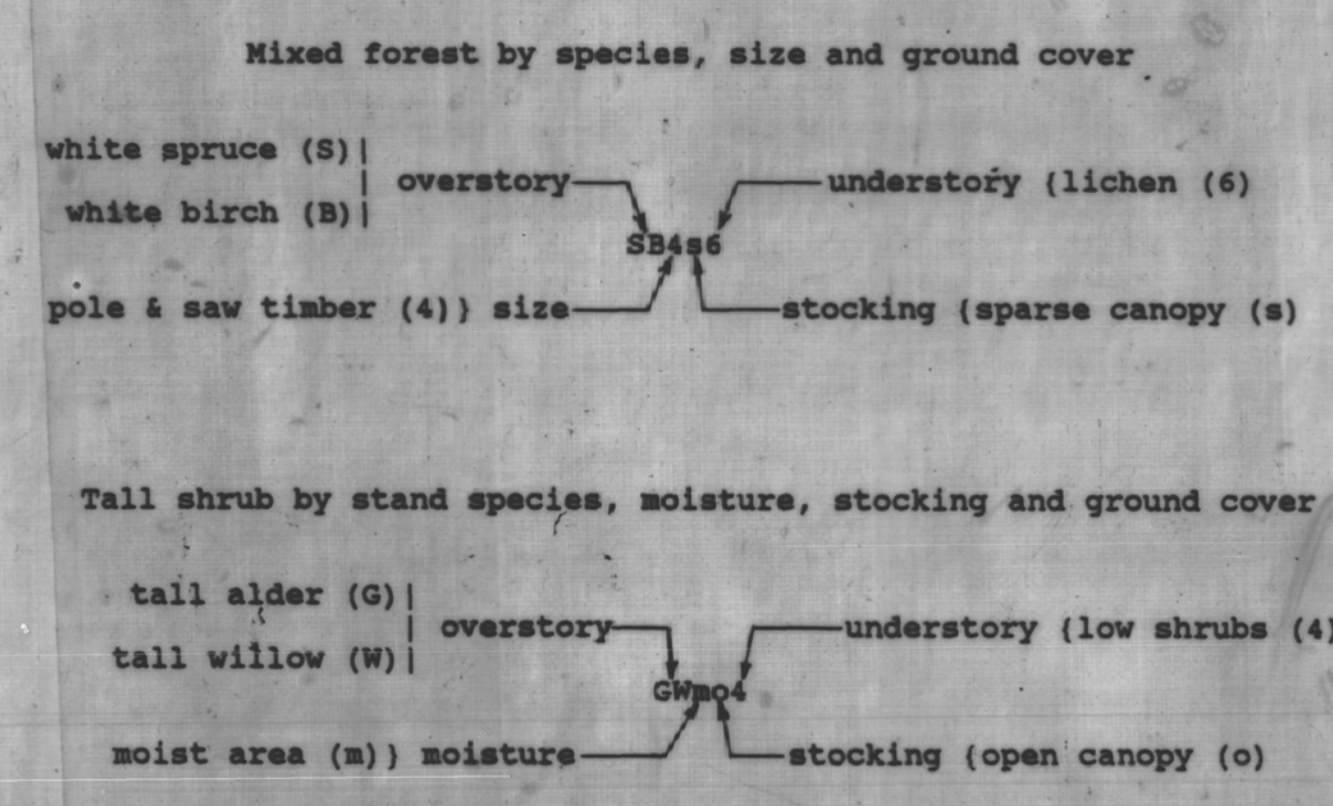 Mixed forest by species, size and ground cover
white spruce (S)|
| overstory
understory {lichen (6)
white birch (B)|
SB4s6
pole & saw timber (4)} size
stocking {sparse canopy (s)
Tall shrub by stand species, moisture, stocking and ground cover
tall alder (G)|
| overstory
understory {low shrubs (4)
tall willow (W)|
GWmo4
moist area (m)} moisture
stocking {open canopy (o)